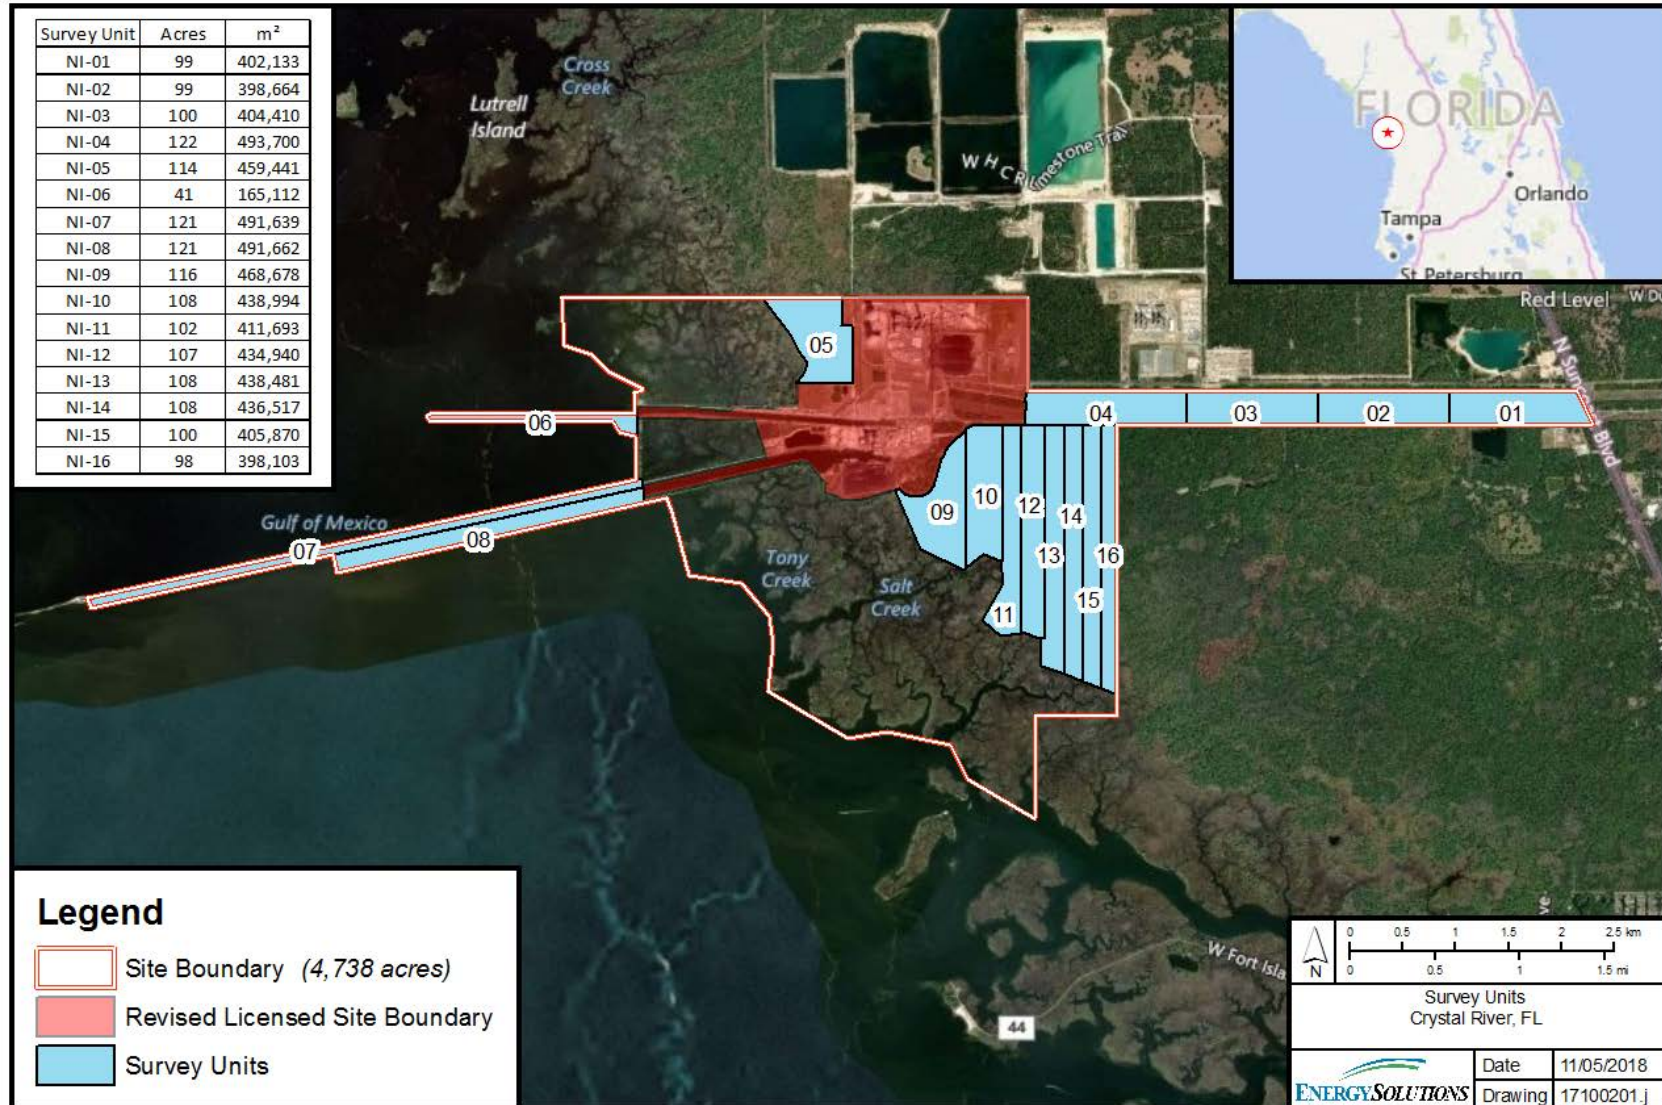 Survey Unit Acres m²
NI-01 99 402,133
NI-02 99 398,664
NI-03 100 404,410
NI-04 122 493,700
NI-05 114 459,441
NI-06 41 165,112
NI-07 121 491,639
NI-08 121 491,662
NI-09 116 468,678
NI-10 108 438,994
NI-11 102 411,693
NI-12 107 434,940
NI-13 108 438,481
NI-14 108 436,517
NI-15 100 405,870
NI-16 98 398,103
Cross
Creek
Lutrell
Island
W H C R Limestone Trail
FLORIDA
Orlando
Tampa
St. Petersburg
Red Level
N Suncoast Blvd
05
06
04
03
02
01
10
09
12
14
13
16
15
11
Gulf of Mexico
07
08
Tony
Creek
Salt
Creek
W Fort Isla
44
Legend
Site Boundary (4,738 acres)
Revised Licensed Site Boundary
Survey Units
N
0 0.5 1 1.5 2 2.5 km
0 0.5 1 1.5 mi
Survey Units
Crystal River, FL
ENERGYSOLUTIONS
Date 11/05/2018
Drawing 17100201.j